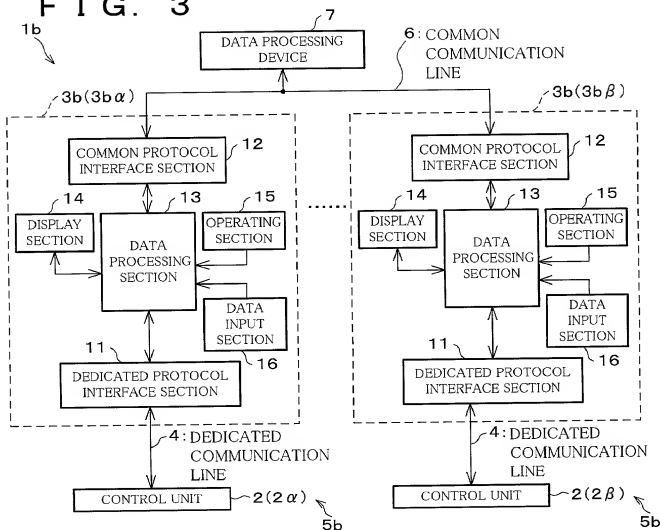 FIG. 3
1b
7
DATA PROCESSING
DEVICE
6: COMMON
COMMUNICATION
LINE
3b(3bα)
COMMON PROTOCOL
INTERFACE SECTION
12
14
13
15
DISPLAY
SECTION
DATA
PROCESSING
SECTION
OPERATING
SECTION
DATA
INPUT
SECTION
16
11
DEDICATED PROTOCOL
INTERFACE SECTION
4: DEDICATED
COMMUNICATION
LINE
CONTROL UNIT
2(2α)
5b
......
3b(3bβ)
COMMON PROTOCOL
INTERFACE SECTION
12
14
13
15
DISPLAY
SECTION
DATA
PROCESSING
SECTION
OPERATING
SECTION
DATA
INPUT
SECTION
16
11
DEDICATED PROTOCOL
INTERFACE SECTION
4: DEDICATED
COMMUNICATION
LINE
CONTROL UNIT
2(2β)
5b